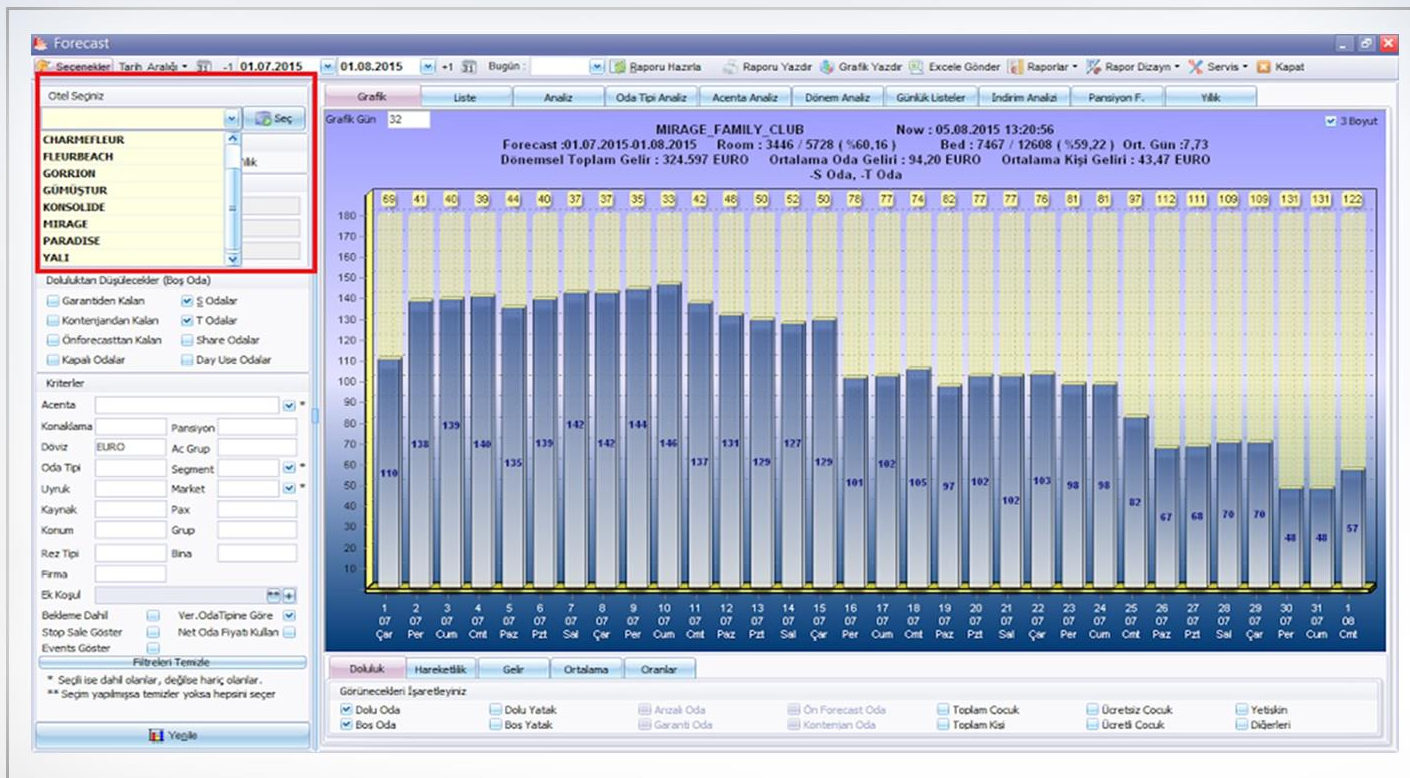 Forecast
Seçenekler Tarih Aralığı 31 -1 01.07.2015 01.08.2015 +1 31 Bugün : Raporu Hazırla Raporu Yazdır Grafik Yazdır Excele Gönder Raporlar Rapor Dizayn Servis Kapat
Otel Seçiniz
Seç
CHARMEFLEUR
FLEURBEACH
GORRION
GÜMÜŞTUR
KONSOLIDE
MIRAGE
PARADISE
YALI
Doluluktan Düşülecekler (Boş Oda)
Garantiden Kalan S Odalar
Kontenjandan Kalan T Odalar
Önforecasttan Kalan Share Odalar
Kapalı Odalar Day Use Odalar
Kriterler
Acenta *
Konaklama Pansiyon
Döviz EURO Ac Grup
Oda Tipi Segment *
Uyruk Market *
Kaynak Pax
Konum Grup
Rez Tipi Bina
Firma
Ek Koşul ** +
Bekleme Dahil Ver.OdaTipine Göre
Stop Sale Göster Net Oda Fiyatı Kullan
Events Göster
Filtreleri Temizle
* Seçili ise dahil olanlar, değilse hariç olanlar.
** Seçim yapılmışsa temizler yoksa hepsini seçer
Yenile
Grafik Liste Analiz Oda Tipi Analiz Acenta Analiz Dönem Analiz Günlük Listeler İndirim Analizi Pansiyon F. Yıllık
Grafik Gün 32
3 Boyut
MIRAGE_FAMILY_CLUB Now : 05.08.2015 13:20:56
Forecast :01.07.2015-01.08.2015 Room : 3446 / 5728 ( %60,16 ) Bed : 7467 / 12608 ( %59,22 ) Ort. Gün :7,73
Dönemsel Toplam Gelir : 324.597 EURO Ortalama Oda Geliri : 94,20 EURO Ortalama Kişi Geliri : 43,47 EURO
-S Oda, -T Oda
69 41 40 39 44 40 37 37 35 33 42 48 50 52 50 78 77 74 82 77 77 76 81 81 97 112 111 109 109 131 131 122
180
170
160
150
140
130
120
110
100
90
80
70
60
50
40
30
20
10
110 138 139 140 135 139 142 142 144 146 137 131 129 127 129 101 102 105 97 102 102 103 98 98 82 67 68 70 70 48 48 57
1 2 3 4 5 6 7 8 9 10 11 12 13 14 15 16 17 18 19 20 21 22 23 24 25 26 27 28 29 30 31 1
07 07 07 07 07 07 07 07 07 07 07 07 07 07 07 07 07 07 07 07 07 07 07 07 07 07 07 07 07 07 07 08
Çar Per Cum Cmt Paz Pzt Sal Çar Per Cum Cmt Paz Pzt Sal Çar Per Cum Cmt Paz Pzt Sal Çar Per Cum Cmt Paz Pzt Sal Çar Per Cum Cmt
Doluluk Hareketlilik Gelir Ortalama Oranlar
Görünecekleri İşaretleyiniz
Dolu Oda Dolu Yatak Arızalı Oda Ön Forecast Oda Toplam Cocuk Ücretsiz Cocuk Yetiskin
Bos Oda Bos Yatak Garanti Oda Kontenjan Oda Toplam Kisi Ücretli Cocuk Diğerleri